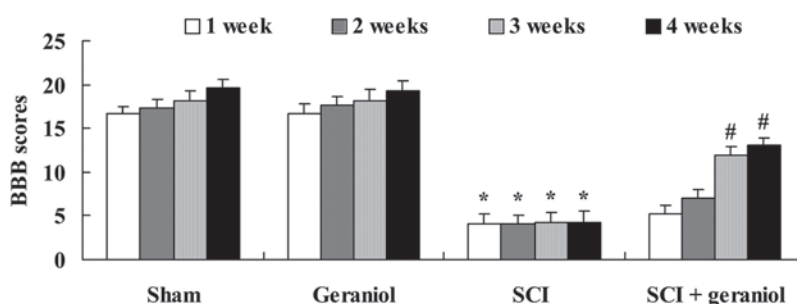 1 week 2 weeks 3 weeks 4 weeks
BBB scores
25
20
15
10
5
0
* * * *
# #
Sham Geraniol SCI SCI + geraniol